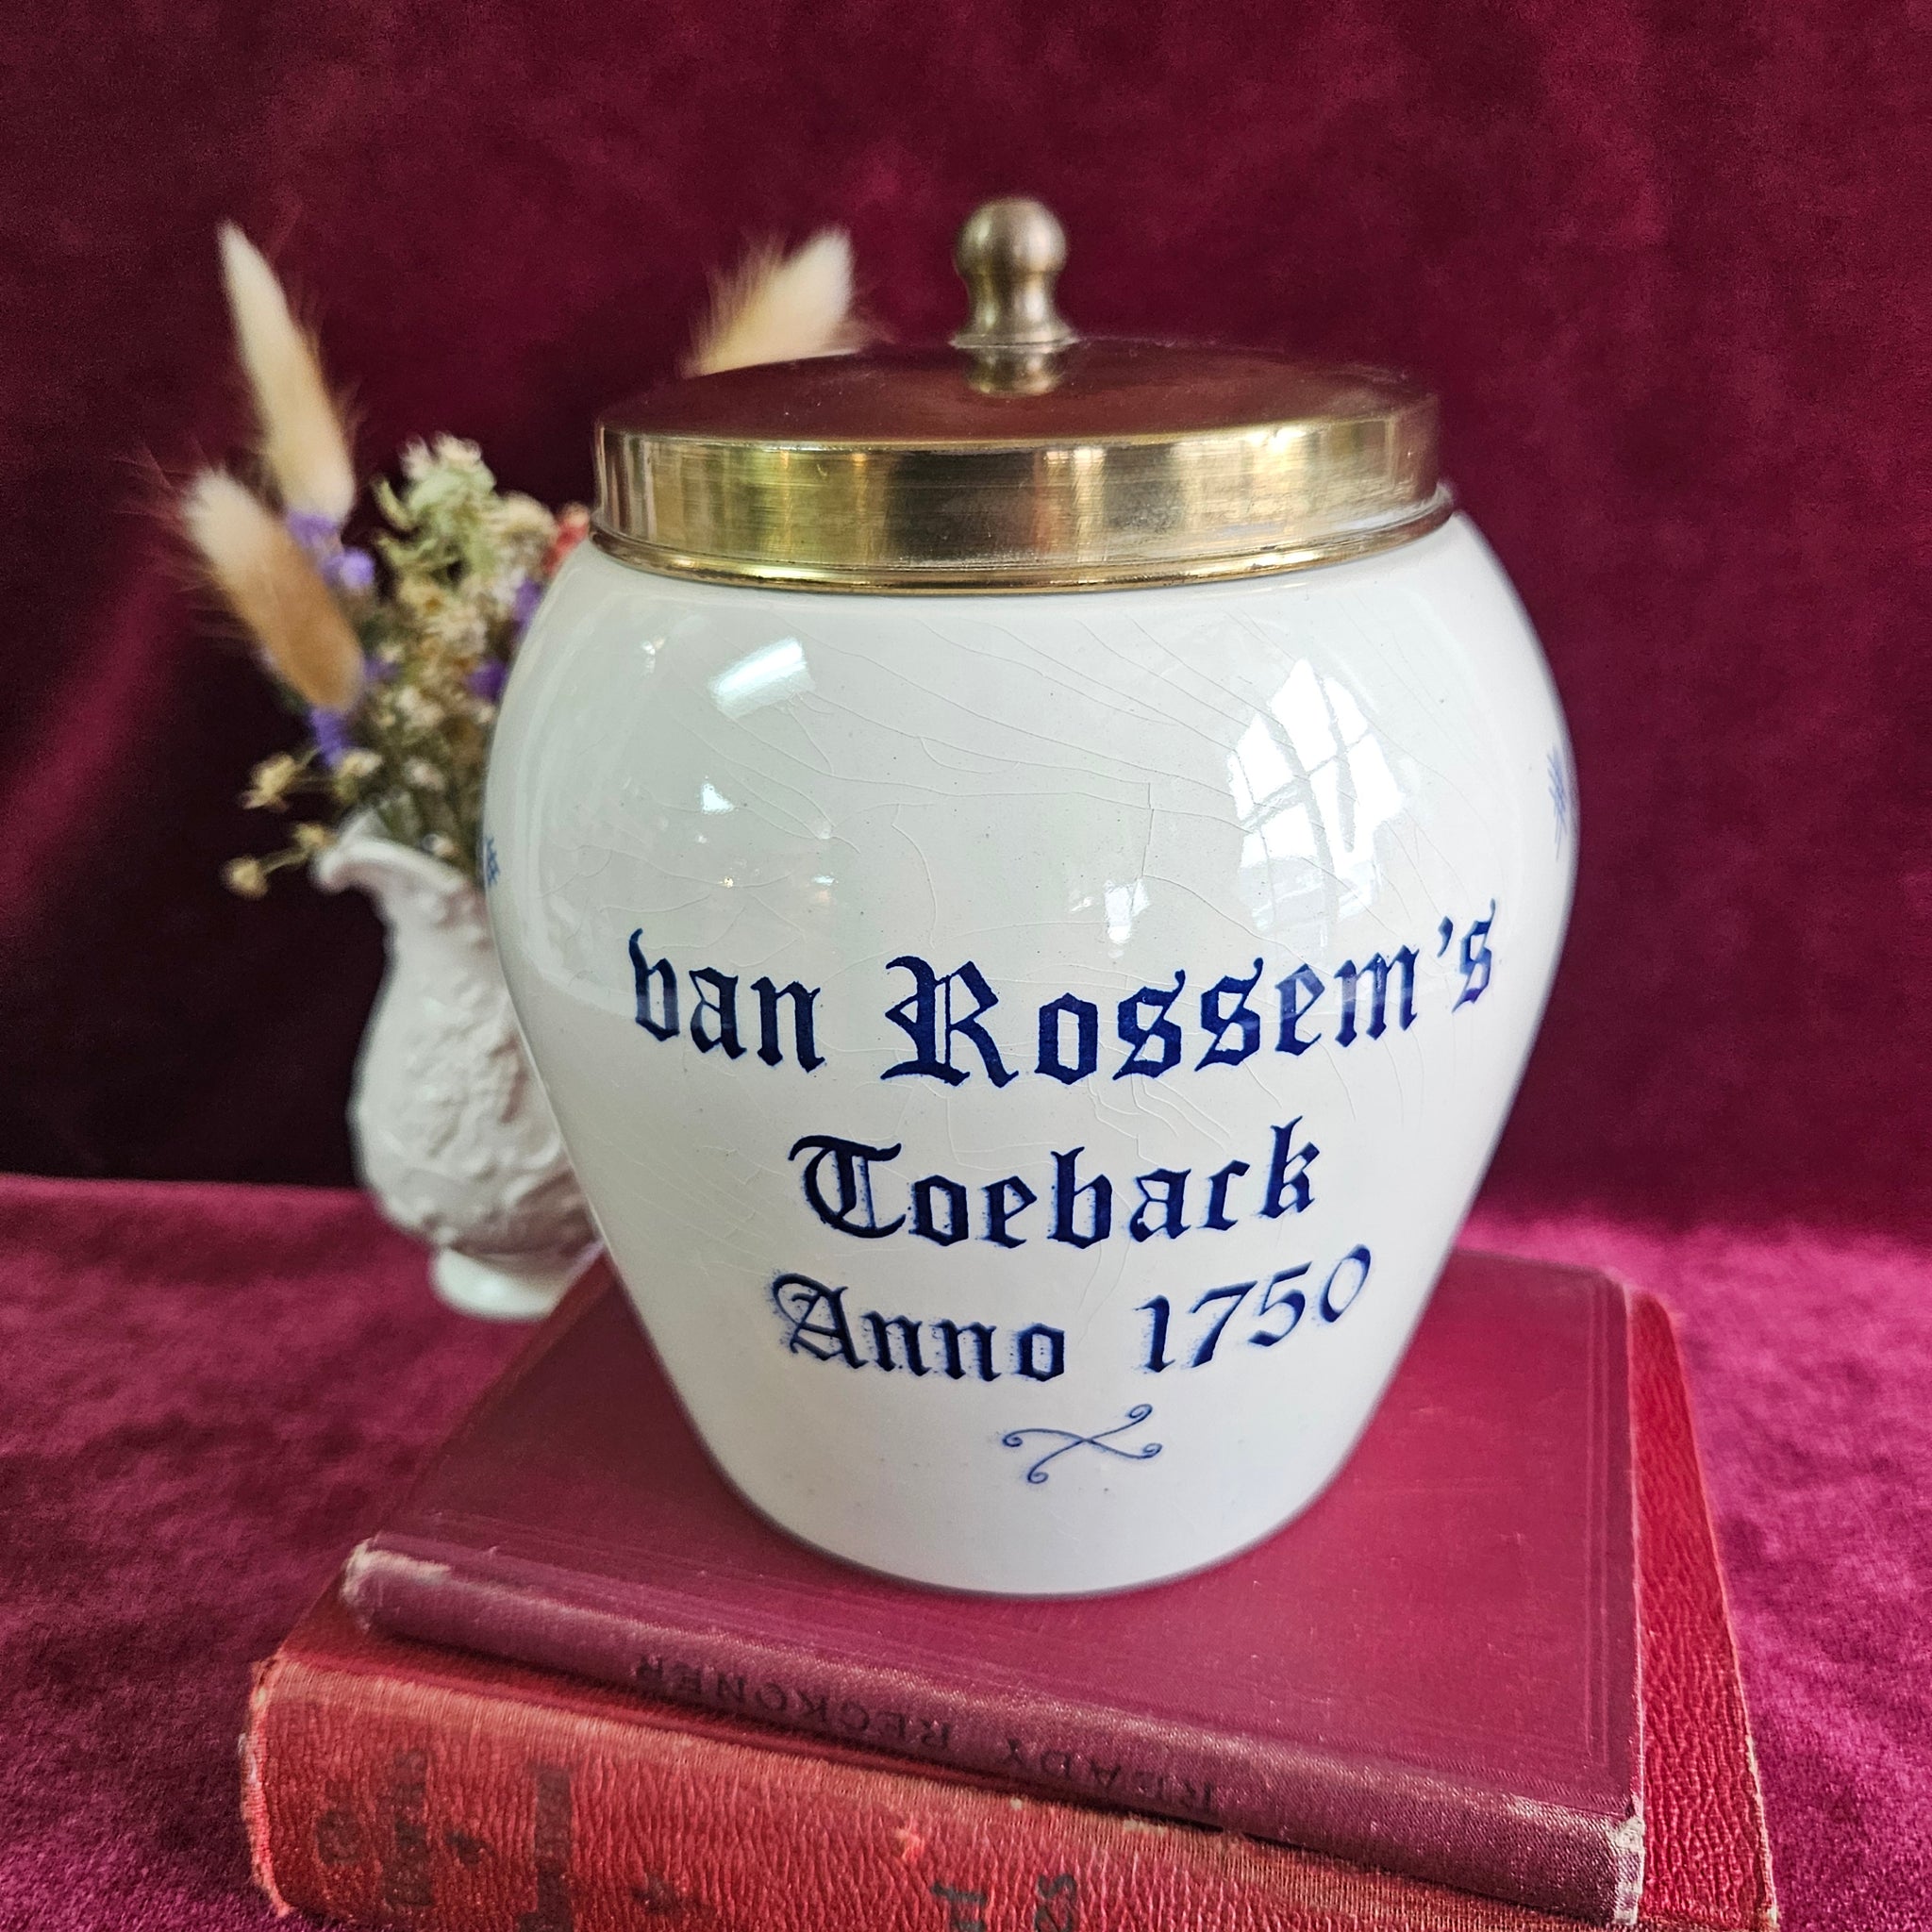 van Rossem's
Toeback
Anno 1750
READY RECKONER